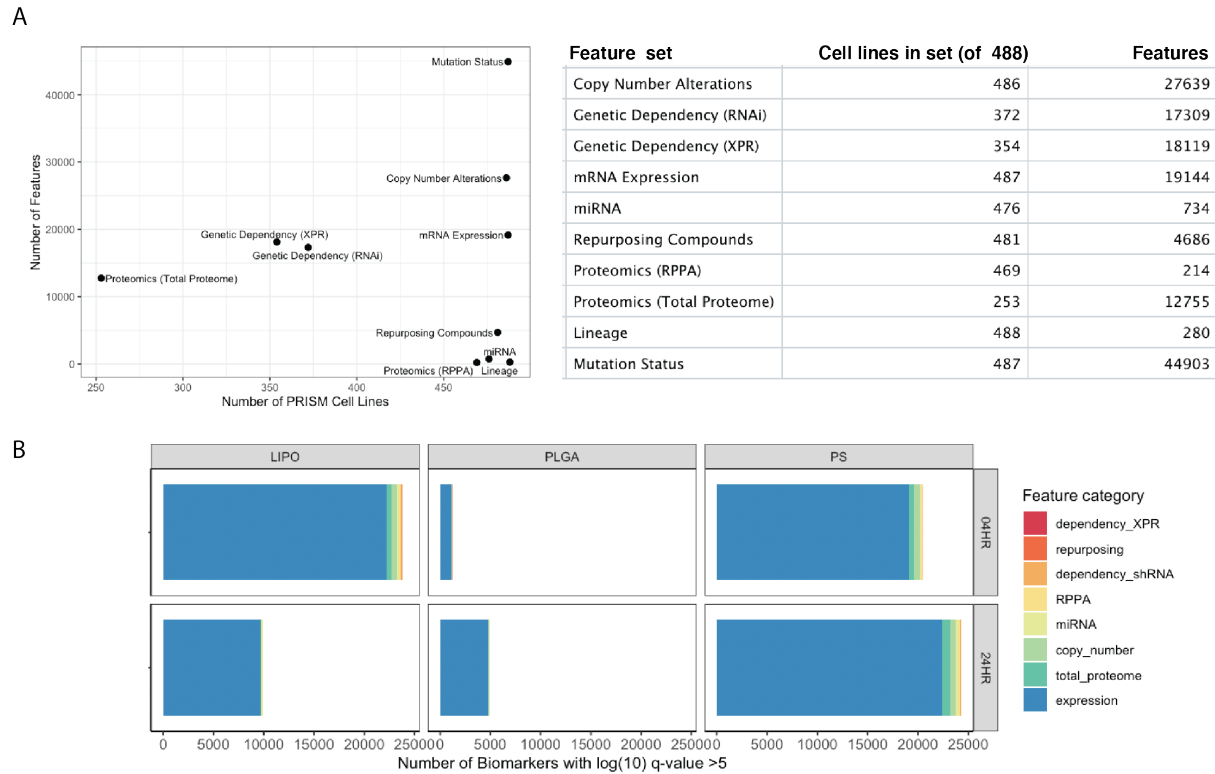 A
Number of Features
40000
30000
20000
10000
0
Mutation Status
Copy Number Alterations
Genetic Dependency (XPR)
mRNA Expression
Genetic Dependency (RNAi)
Proteomics (Total Proteome)
Repurposing Compounds
miRNA
Proteomics (RPPA) Lineage
250 300 350 400 450
Number of PRISM Cell Lines
Feature set Cell lines in set (of 488) Features
Copy Number Alterations 486 27639
Genetic Dependency (RNAi) 372 17309
Genetic Dependency (XPR) 354 18119
mRNA Expression 487 19144
miRNA 476 734
Repurposing Compounds 481 4686
Proteomics (RPPA) 469 214
Proteomics (Total Proteome) 253 12755
Lineage 488 280
Mutation Status 487 44903
B
LIPO PLGA PS
04HR
24HR
0 5000 10000 15000 20000 25000 0 5000 10000 15000 20000 25000 0 5000 10000 15000 20000 25000
Number of Biomarkers with log(10) q-value >5
Feature category
dependency_XPR
repurposing
dependency_shRNA
RPPA
miRNA
copy_number
total_proteome
expression